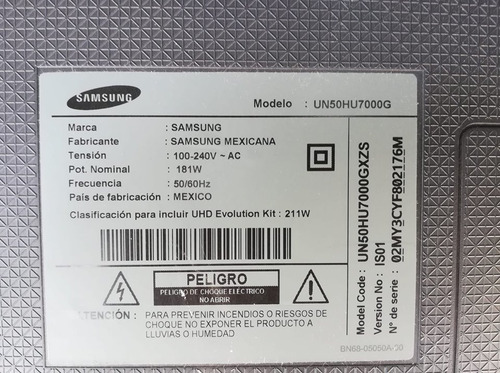 SAMSUNG
Modelo : UN50HU7000G
Marca : SAMSUNG
Fabricante : SAMSUNG MEXICANA
Tensión : 100-240V ~ AC
Pot. Nominal : 181W
Frecuencia : 50/60Hz
País de fabricación : MEXICO
Clasificación para incluir UHD Evolution Kit : 211W
PELIGRO
PELIGRO DE CHOQUE ELÉCTRICO
NO ABRIR
ATENCIÓN : PARA PREVENIR INCENDIOS O RIESGOS DE
CHOQUE NO EXPONER EL PRODUCTO A
LLUVIAS O HUMEDAD
Model Code : UN50HU7000GXZS
Version No : IS01
N° de serie : 02MY3CYF802176M
BN68-05050A-00